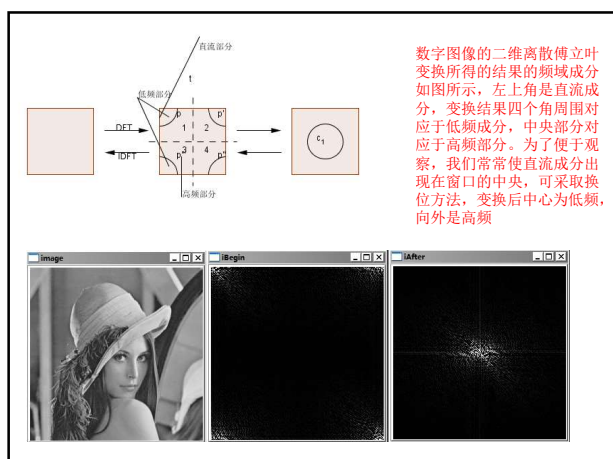 直流部分
t
低频部分
p
p'
DFT
1
2
C1
IDFT
3
4
p''
高频部分
数字图像的二维离散傅立叶
变换所得的结果的频域成分
如图所示，左上角是直流成
分，变换结果四个角周围对
应于低频成分，中央部分对
应于高频部分。为了便于观
察，我们常常使直流成分出
现在窗口的中央，可采取换
位方法，变换后中心为低频，
向外是高频
image
iBegin
iAfter